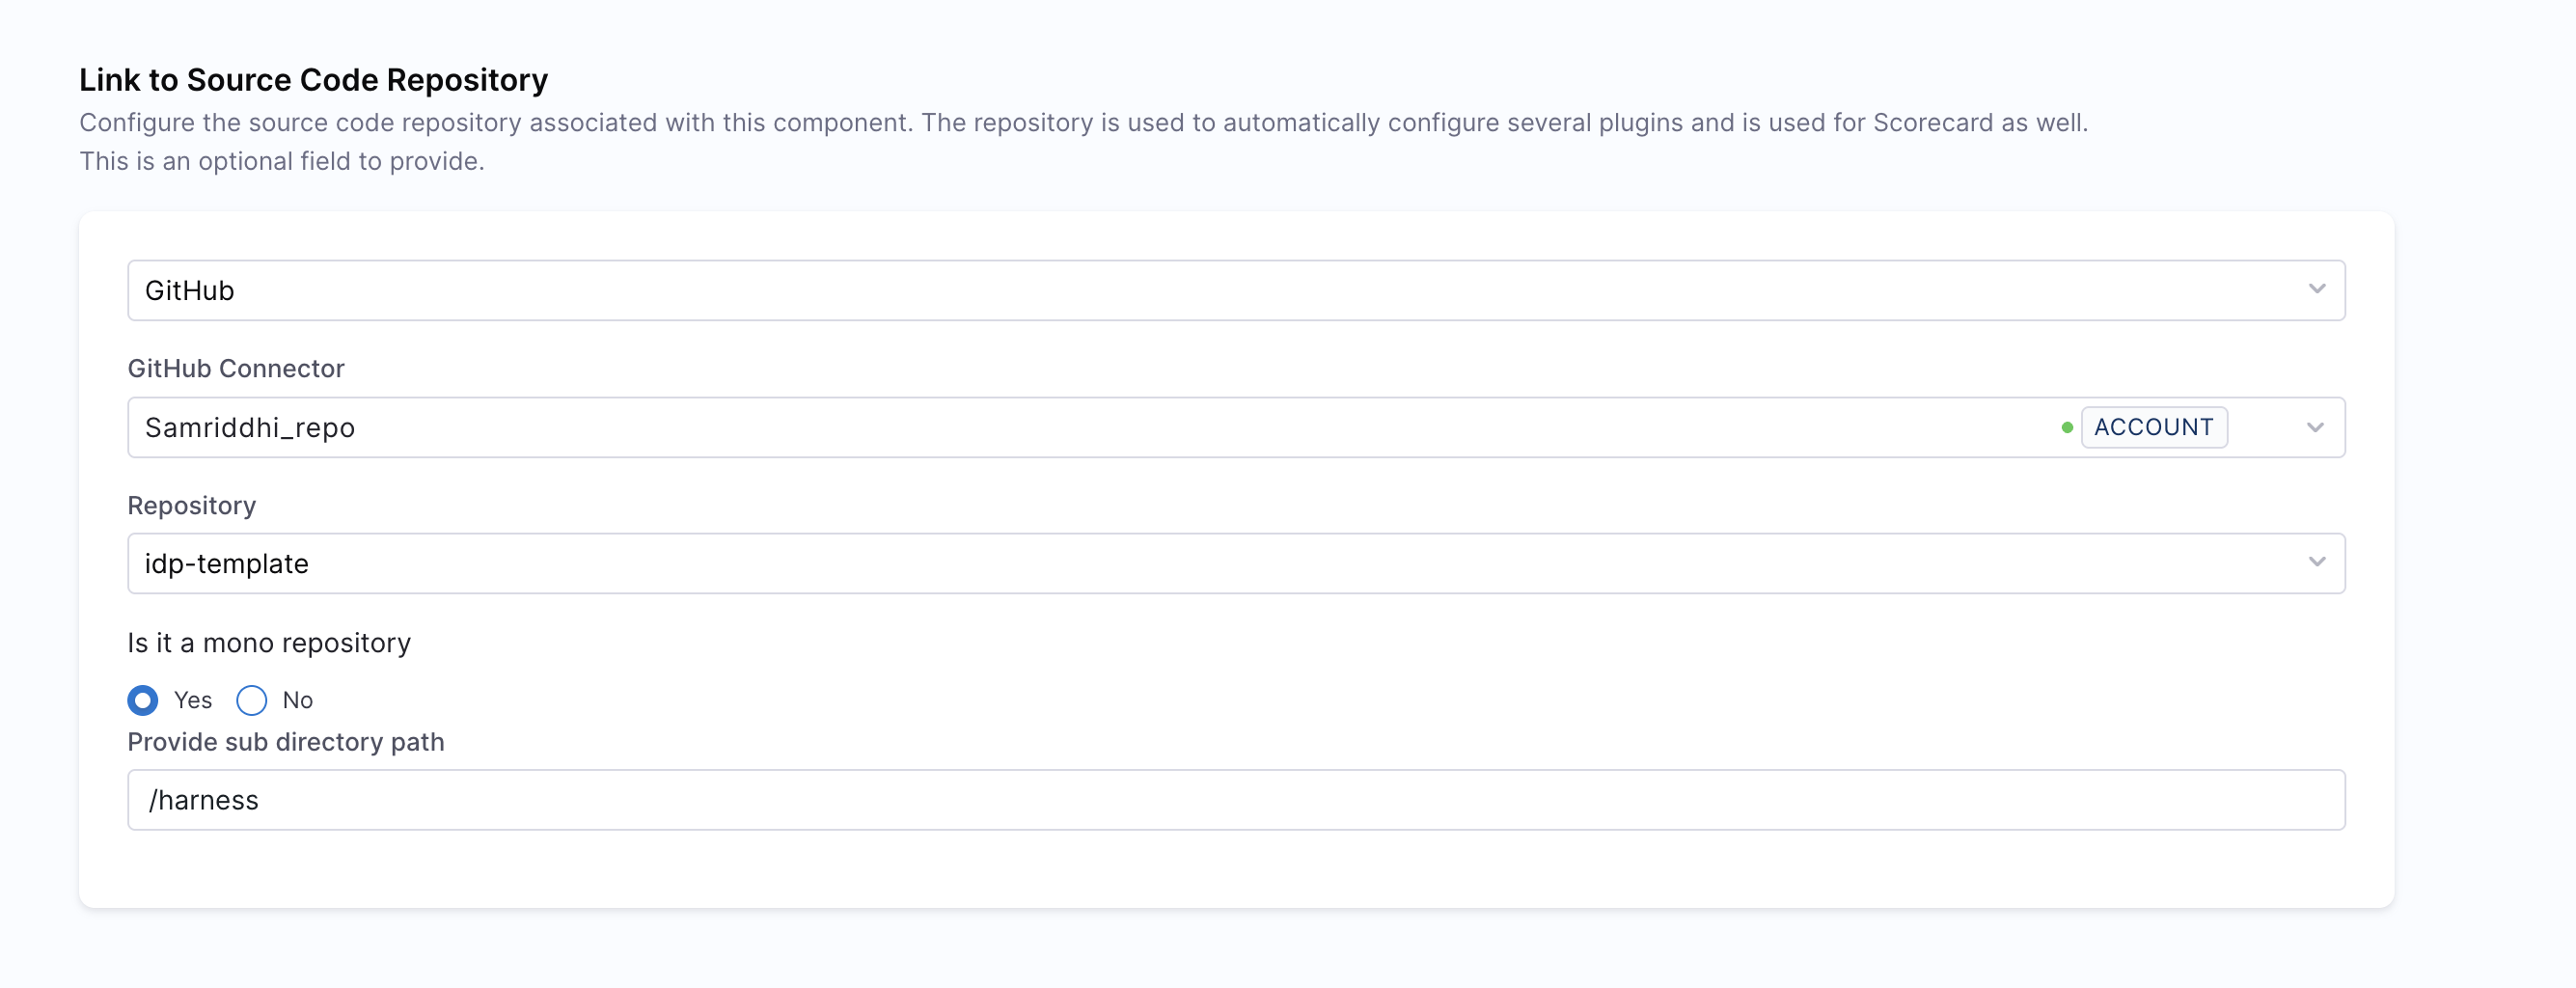 Link to Source Code Repository
Configure the source code repository associated with this component. The repository is used to automatically configure several plugins and is used for Scorecard as well.
This is an optional field to provide.
GitHub
GitHub Connector
Samriddhi_repo ACCOUNT
Repository
idp-template
Is it a mono repository
Yes No
Provide sub directory path
/harness